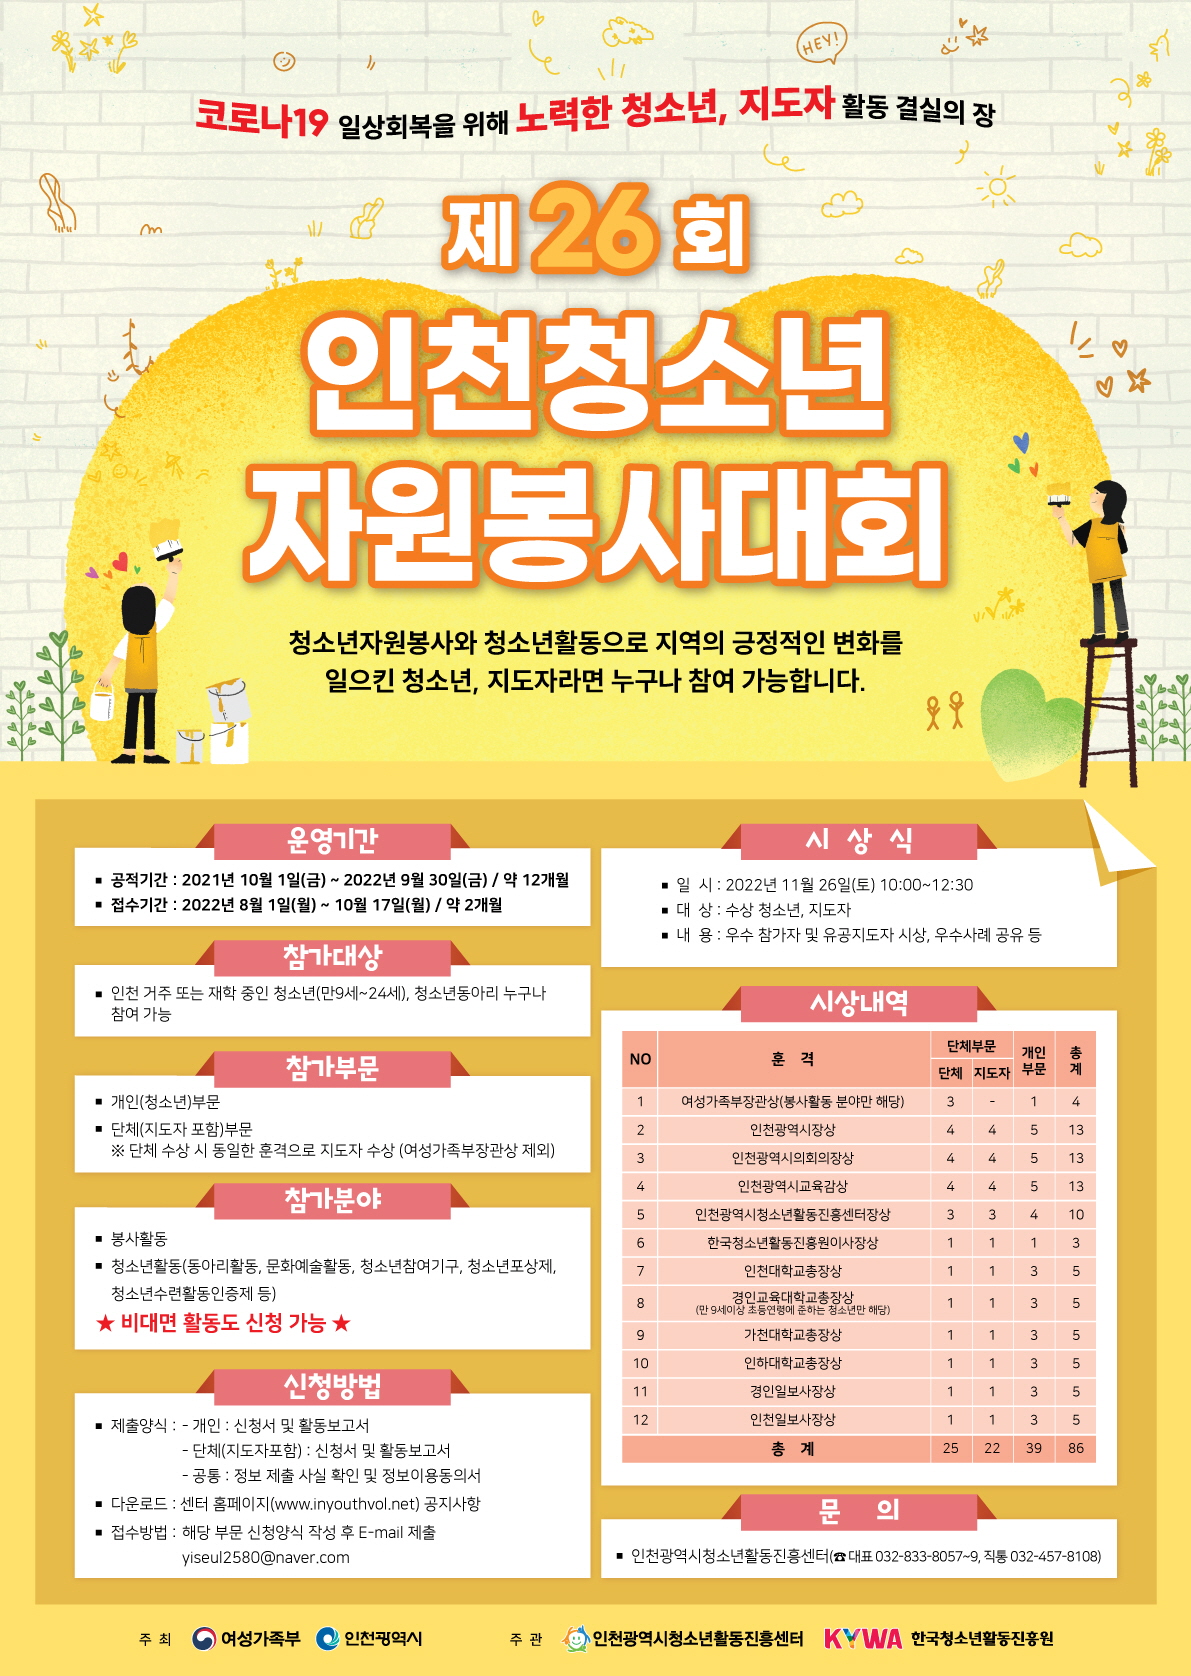 HEY!
코로나19 일상회복을 위해 노력한 청소년, 지도자 활동 결실의 장
제 26 회
인천청소년
자원봉사대회
청소년자원봉사와 청소년활동으로 지역의 긍정적인 변화를
일으킨 청소년, 지도자라면 누구나 참여 가능합니다.
운영기간
▪ 공적기간 : 2021년 10월 1일(금) ~ 2022년 9월 30일(금) / 약 12개월
▪ 접수기간 : 2022년 8월 1일(월) ~ 10월 17일(월) / 약 2개월
참가대상
▪ 인천 거주 또는 재학 중인 청소년(만9세~24세), 청소년동아리 누구나
참여 가능
참가부문
▪ 개인(청소년)부문
▪ 단체(지도자 포함)부문
※ 단체 수상 시 동일한 훈격으로 지도자 수상 (여성가족부장관상 제외)
참가분야
▪ 봉사활동
▪ 청소년활동(동아리활동, 문화예술활동, 청소년참여기구, 청소년포상제,
청소년수련활동인증제 등)
★ 비대면 활동도 신청 가능 ★
신청방법
▪ 제출양식 : - 개인 : 신청서 및 활동보고서
- 단체(지도자포함) : 신청서 및 활동보고서
- 공통 : 정보 제출 사실 확인 및 정보이용동의서
▪ 다운로드 : 센터 홈페이지(www.inyouthvol.net) 공지사항
▪ 접수방법 : 해당 부문 신청양식 작성 후 E-mail 제출
yiseul2580@naver.com
시 상 식
▪ 일 시 : 2022년 11월 26일(토) 10:00~12:30
▪ 대 상 : 수상 청소년, 지도자
▪ 내 용 : 우수 참가자 및 유공지도자 시상, 우수사례 공유 등
시상내역
NO 훈 격 단체부문 개인부문 총계
단체 지도자
1 여성가족부장관상(봉사활동 분야만 해당) 3 - 1 4
2 인천광역시장상 4 4 5 13
3 인천광역시의회의장상 4 4 5 13
4 인천광역시교육감상 4 4 5 13
5 인천광역시청소년활동진흥센터장상 3 3 4 10
6 한국청소년활동진흥원이사장상 1 1 1 3
7 인천대학교총장상 1 1 3 5
8 경인교육대학교총장상 1 1 3 5
(만 9세이상 초등연령에 준하는 청소년만 해당)
9 가천대학교총장상 1 1 3 5
10 인하대학교총장상 1 1 3 5
11 경인일보사장상 1 1 3 5
12 인천일보사장상 1 1 3 5
총 계 25 22 39 86
문 의
▪ 인천광역시청소년활동진흥센터(☎대표 032-833-8057~9, 직통 032-457-8108)
주 최 여성가족부 인천광역시 주 관 인천광역시청소년활동진흥센터 KYWA 한국청소년활동진흥원